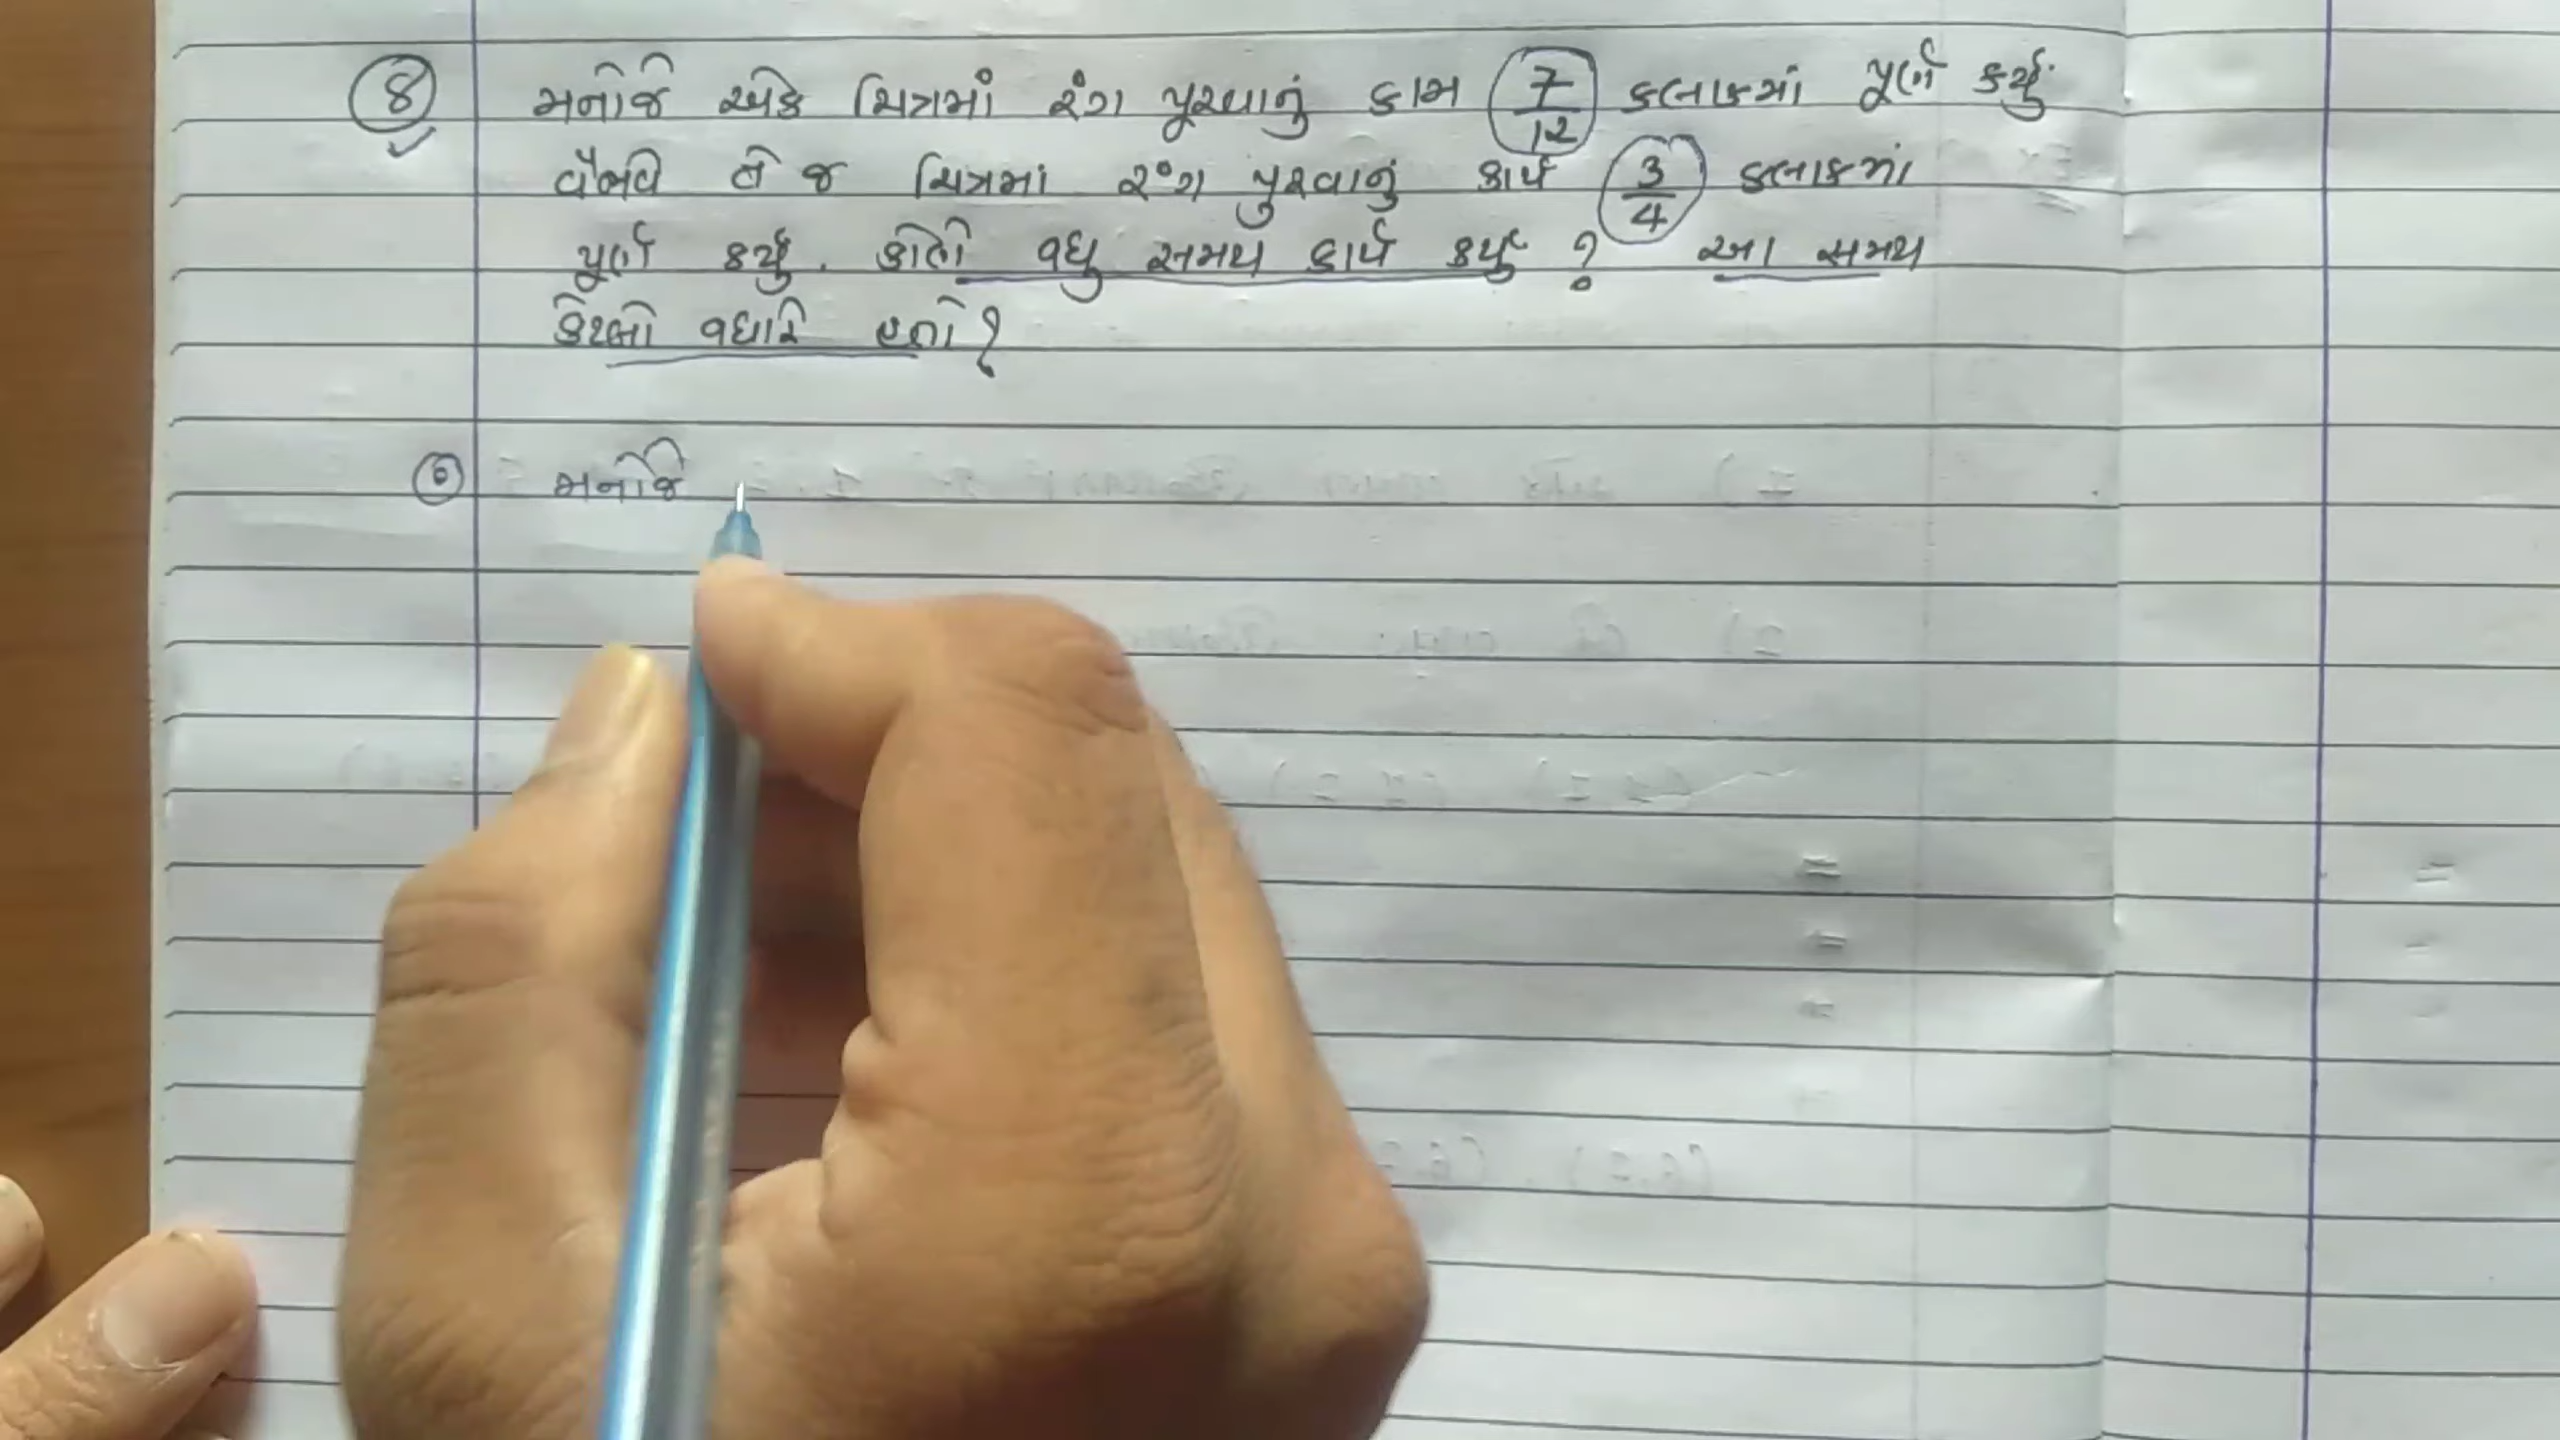 8 મનોજે એક ચિત્રમાં રંગ પૂરવાનું કામ 7/12 કલાકમાં પૂર્ણ કર્યું.
વૈભવે તે જ ચિત્રમાં રંગ પુરવાનું કાર્ય 3/4 કલાકમાં
પૂર્ણ કર્યું. કોણે વધુ સમય કાર્ય કર્યું ? આ સમય
કેટલો વધારે હતો?
મનોજે